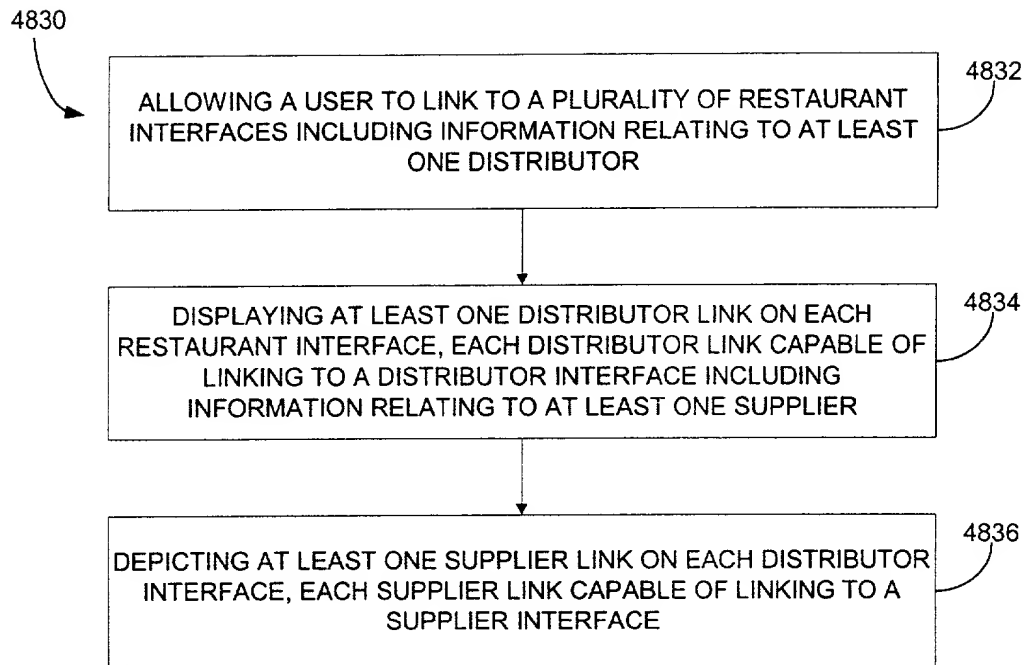 4830
4832
ALLOWING A USER TO LINK TO A PLURALITY OF RESTAURANT
INTERFACES INCLUDING INFORMATION RELATING TO AT LEAST
ONE DISTRIBUTOR
4834
DISPLAYING AT LEAST ONE DISTRIBUTOR LINK ON EACH
RESTAURANT INTERFACE, EACH DISTRIBUTOR LINK CAPABLE OF
LINKING TO A DISTRIBUTOR INTERFACE INCLUDING
INFORMATION RELATING TO AT LEAST ONE SUPPLIER
4836
DEPICTING AT LEAST ONE SUPPLIER LINK ON EACH DISTRIBUTOR
INTERFACE, EACH SUPPLIER LINK CAPABLE OF LINKING TO A
SUPPLIER INTERFACE